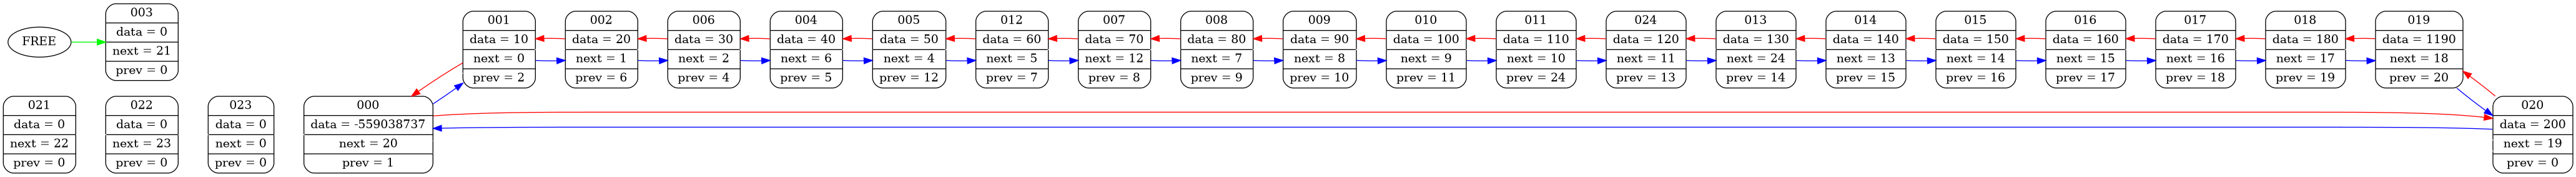 FREE
003
data = 0
next = 21
prev = 0
021
data = 0
next = 22
prev = 0
022
data = 0
next = 23
prev = 0
023
data = 0
next = 0
prev = 0
000
data = -559038737
next = 20
prev = 1
001
data = 10
next = 0
prev = 2
002
data = 20
next = 1
prev = 6
006
data = 30
next = 2
prev = 4
004
data = 40
next = 6
prev = 5
005
data = 50
next = 4
prev = 12
012
data = 60
next = 5
prev = 7
007
data = 70
next = 12
prev = 8
008
data = 80
next = 7
prev = 9
009
data = 90
next = 8
prev = 10
010
data = 100
next = 9
prev = 11
011
data = 110
next = 10
prev = 24
024
data = 120
next = 11
prev = 13
013
data = 130
next = 24
prev = 14
014
data = 140
next = 13
prev = 15
015
data = 150
next = 14
prev = 16
016
data = 160
next = 15
prev = 17
017
data = 170
next = 16
prev = 18
018
data = 180
next = 17
prev = 19
019
data = 1190
next = 18
prev = 20
020
data = 200
next = 19
prev = 0